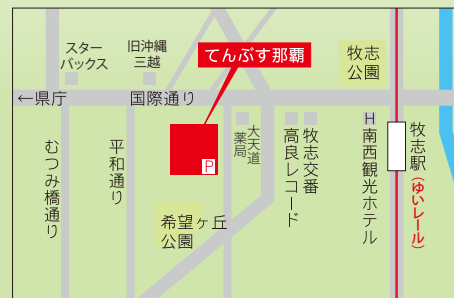 スター
バックス
旧沖縄
三越
てんぶす那覇
牧志
公園
←県庁
国際通り
むつみ橋通り
平和通り
P
大天道
薬局
高良レコード
牧志交番
H南西観光ホテル
牧志駅
(ゆいレール)
希望ヶ丘
公園